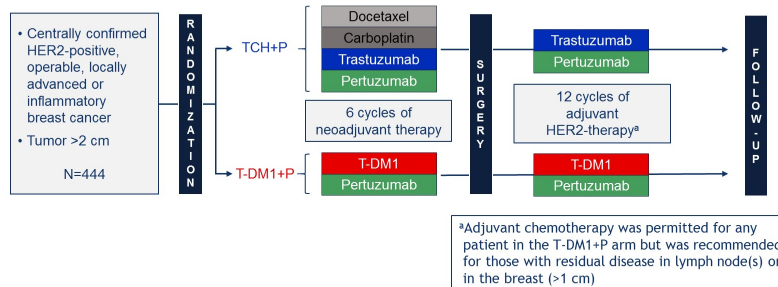 • Centrally confirmed
HER2-positive,
operable, locally
advanced or
inflammatory
breast cancer
• Tumor >2 cm
N=444
RANDOMIZATION
TCH+P
Docetaxel
Carboplatin
Trastuzumab
Pertuzumab
6 cycles of
neoadjuvant therapy
T-DM1+P
T-DM1
Pertuzumab
SURGERY
Trastuzumab
Pertuzumab
12 cycles of
adjuvant
HER2-therapyᵃ
T-DM1
Pertuzumab
FOLLOW-UP
ᵃAdjuvant chemotherapy was permitted for any
patient in the T-DM1+P arm but was recommended
for those with residual disease in lymph node(s) or
in the breast (>1 cm)